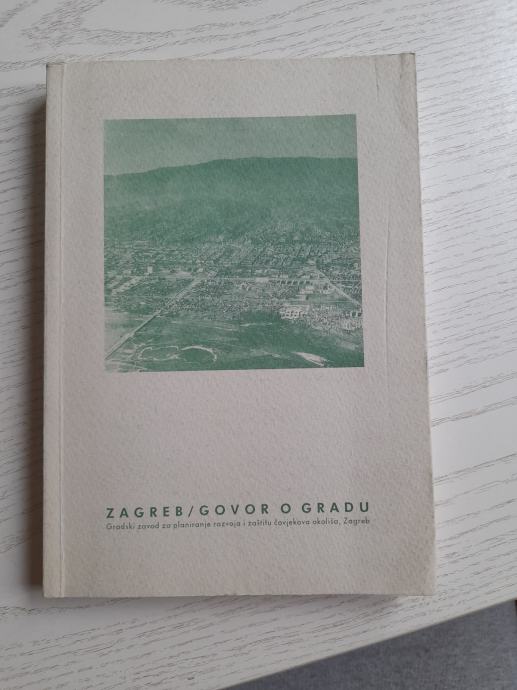 ZAGREB/GOVOR O GRADU
Gradski zavod za planiranje razvoja i zaštitu čovjekova okoliša, Zagreb